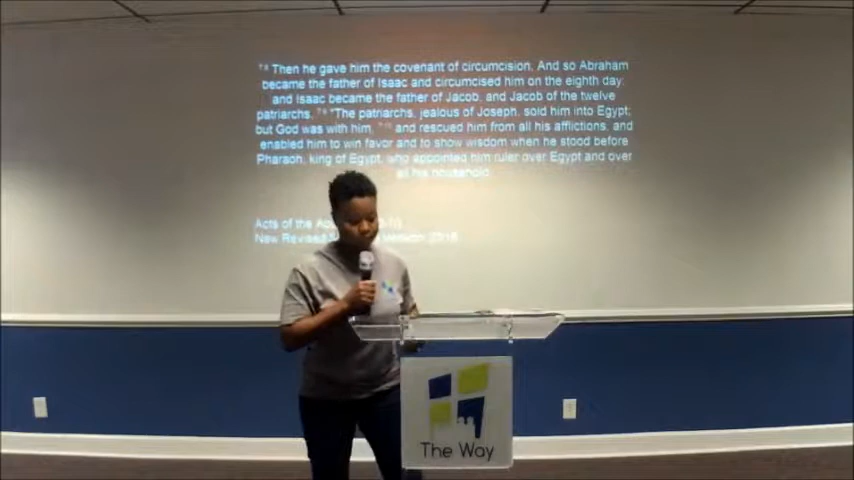 Then he gave him the covenant of circumcision. And so Abraham
became the father of Isaac and circumcised him on the eighth day;
and Isaac became the father of Jacob, and Jacob of the twelve
patriarchs. "The patriarchs, jealous of Joseph, sold him into Egypt;
but God was with him, and rescued him from all his afflictions, and
enabled him to win favor and to show wisdom when he stood before
Pharaoh, king of Egypt, who appointed him ruler over Egypt and over
all his household.
Acts of the
New Revised
The Way